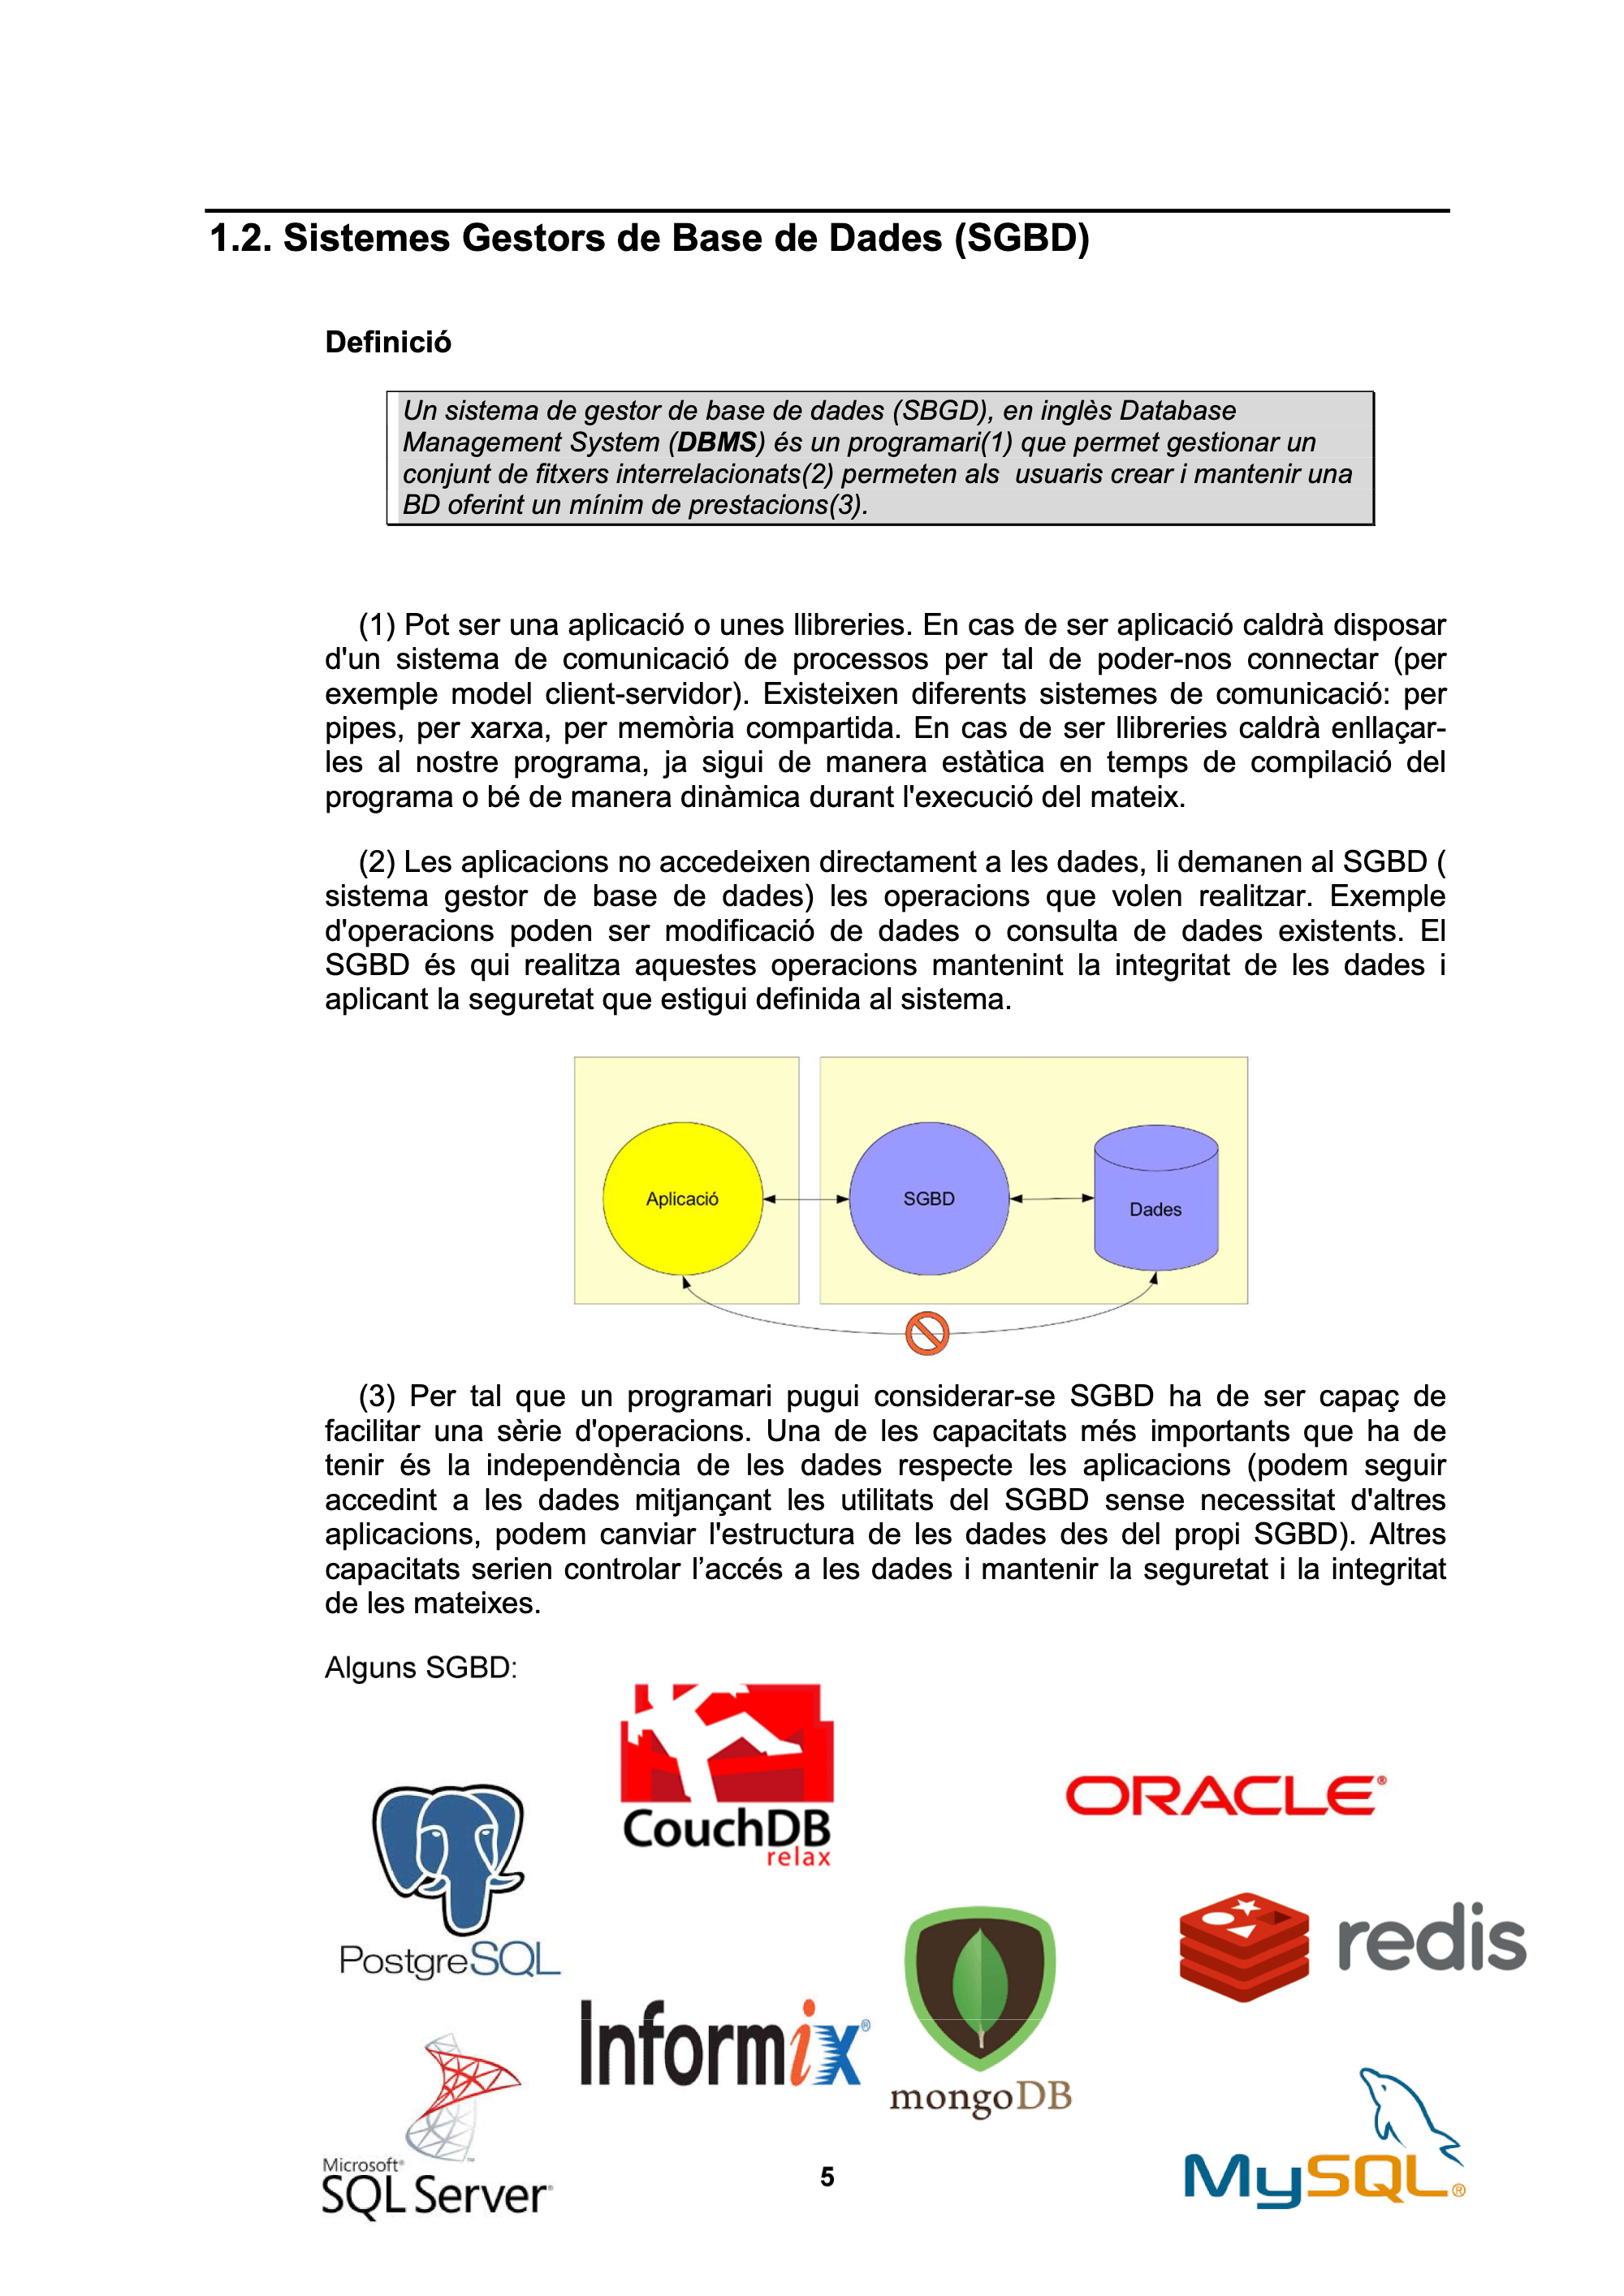 1.2. Sistemes Gestors de Base de Dades (SGBD)
Definició
Un sistema de gestor de base de dades (SBGD), en inglès Database
Management System (DBMS) és un programari(1) que permet gestionar un
conjunt de fitxers interrelacionats(2) permeten als  usuaris crear i mantenir una
BD oferint un mínim de prestacions(3).
(1) Pot ser una aplicació o unes llibreries. En cas de ser aplicació caldrà disposar
d'un sistema de comunicació de processos per tal de poder-nos connectar (per
exemple model client-servidor). Existeixen diferents sistemes de comunicació: per
pipes, per xarxa, per memòria compartida. En cas de ser llibreries caldrà enllaçar-
les al nostre programa, ja sigui de manera estàtica en temps de compilació del
programa o bé de manera dinàmica durant l'execució del mateix.
(2) Les aplicacions no accedeixen directament a les dades, li demanen al SGBD (
sistema gestor de base de dades) les operacions que volen realitzar. Exemple
d'operacions poden ser modificació de dades o consulta de dades existents. El
SGBD és qui realitza aquestes operacions mantenint la integritat de les dades i
aplicant la seguretat que estigui definida al sistema.
Aplicació
SGBD
Dades
(3) Per tal que un programari pugui considerar-se SGBD ha de ser capaç de
facilitar una sèrie d'operacions. Una de les capacitats més importants que ha de
tenir és la independència de les dades respecte les aplicacions (podem seguir
accedint a les dades mitjançant les utilitats del SGBD sense necessitat d'altres
aplicacions, podem canviar l'estructura de les dades des del propi SGBD). Altres
capacitats serien controlar l’accés a les dades i mantenir la seguretat i la integritat
de les mateixes.
Alguns SGBD:
CouchDB
relax
ORACLE®
PostgreSQL
redis
Informix®
mongoDB
Microsoft®
SQL Server®
MySQL®
5